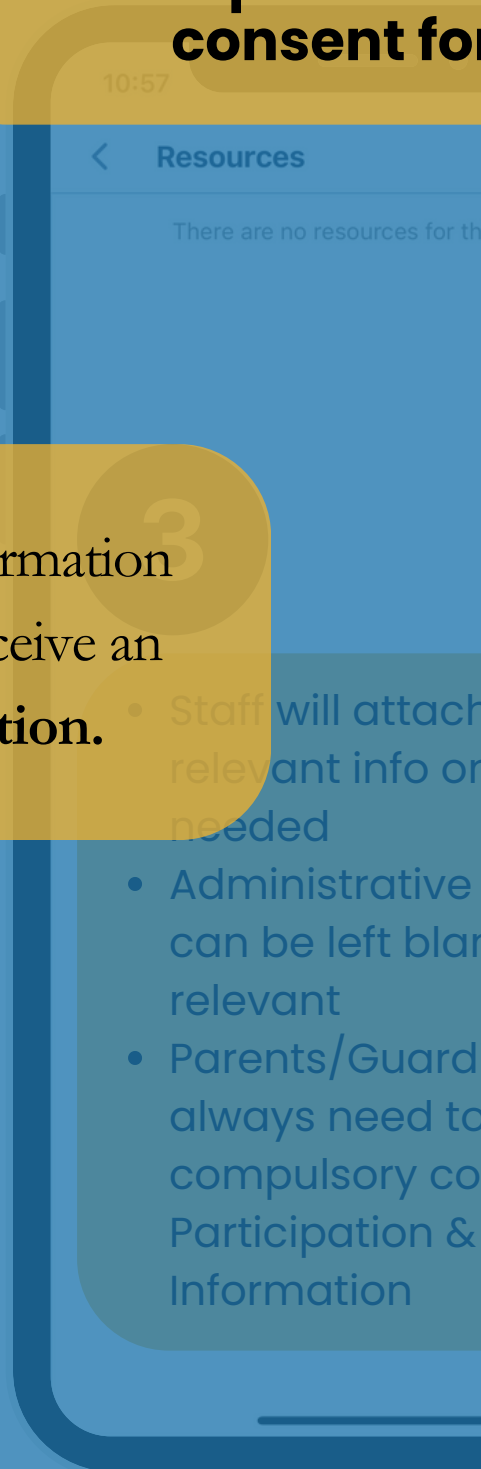 consent for
10:57
Resources
There are no resources for th
3
rmation
ceive an
tion.
• Staff will attach
relevant info or
needed
• Administrative
can be left blan
relevant
• Parents/Guard
always need to
compulsory co
Participation &
Information